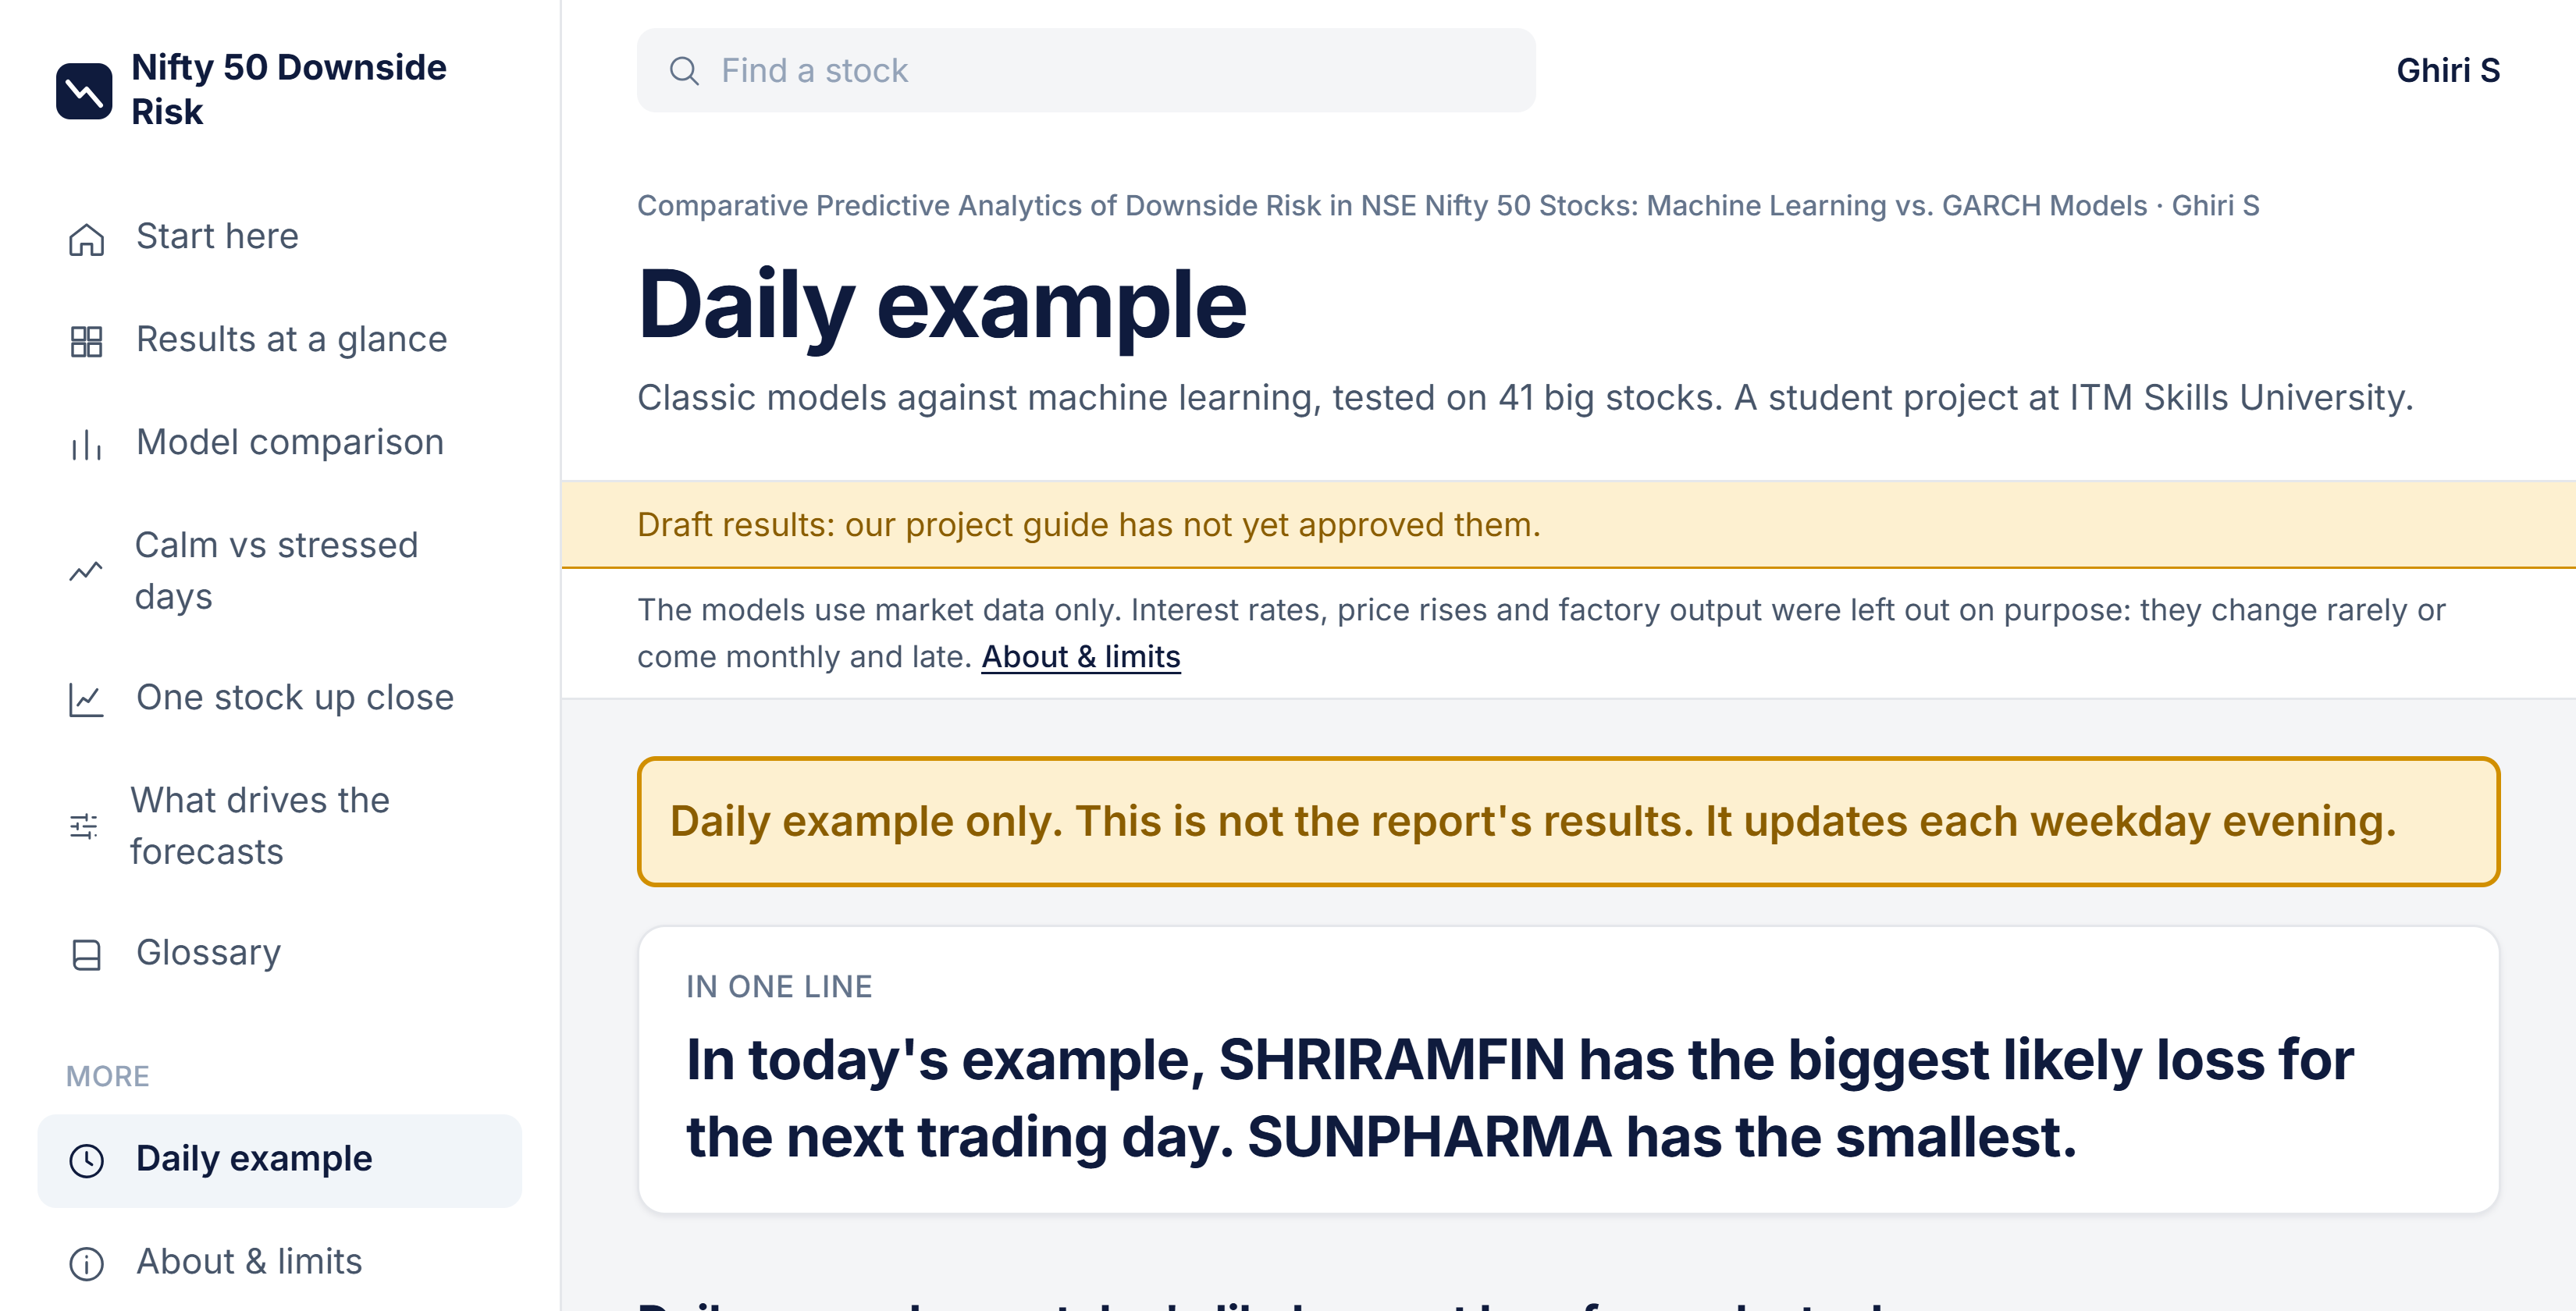 Nifty 50 Downside
Risk
Start here
Results at a glance
Model comparison
Calm vs stressed
days
One stock up close
What drives the
forecasts
Glossary
MORE
Daily example
About & limits
Find a stock
Ghiri S
Comparative Predictive Analytics of Downside Risk in NSE Nifty 50 Stocks: Machine Learning vs. GARCH Models · Ghiri S
Daily example
Classic models against machine learning, tested on 41 big stocks. A student project at ITM Skills University.
Draft results: our project guide has not yet approved them.
The models use market data only. Interest rates, price rises and factory output were left out on purpose: they change rarely or
come monthly and late. About & limits
Daily example only. This is not the report's results. It updates each weekday evening.
IN ONE LINE
In today's example, SHRIRAMFIN has the biggest likely loss for
the next trading day. SUNPHARMA has the smallest.